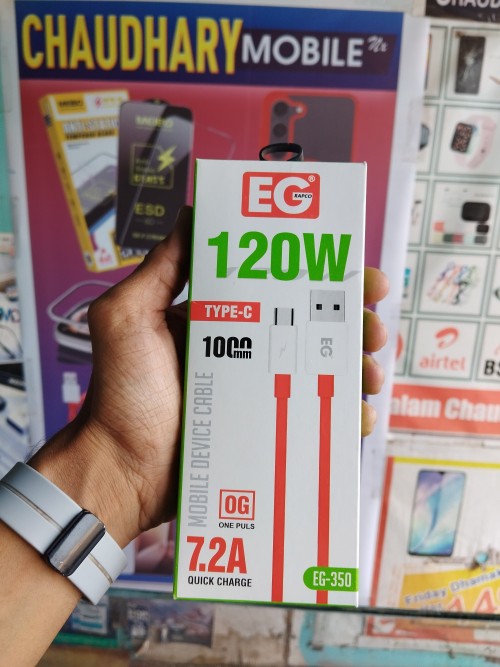 CHAUDHARY MOBILE
ESD
EG®
RAPCO
120W
TYPE-C
1000mm
EG
MOBILE DEVICE CABLE
OG
ONE PULS
7.2A
QUICK CHARGE
EG-350
airtel